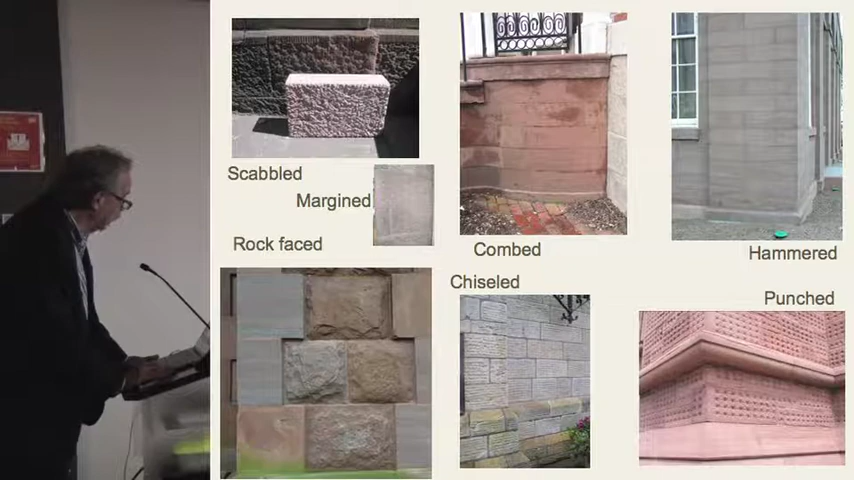 Scabbled
Margined
Rock faced
Combed
Hammered
Chiseled
Punched